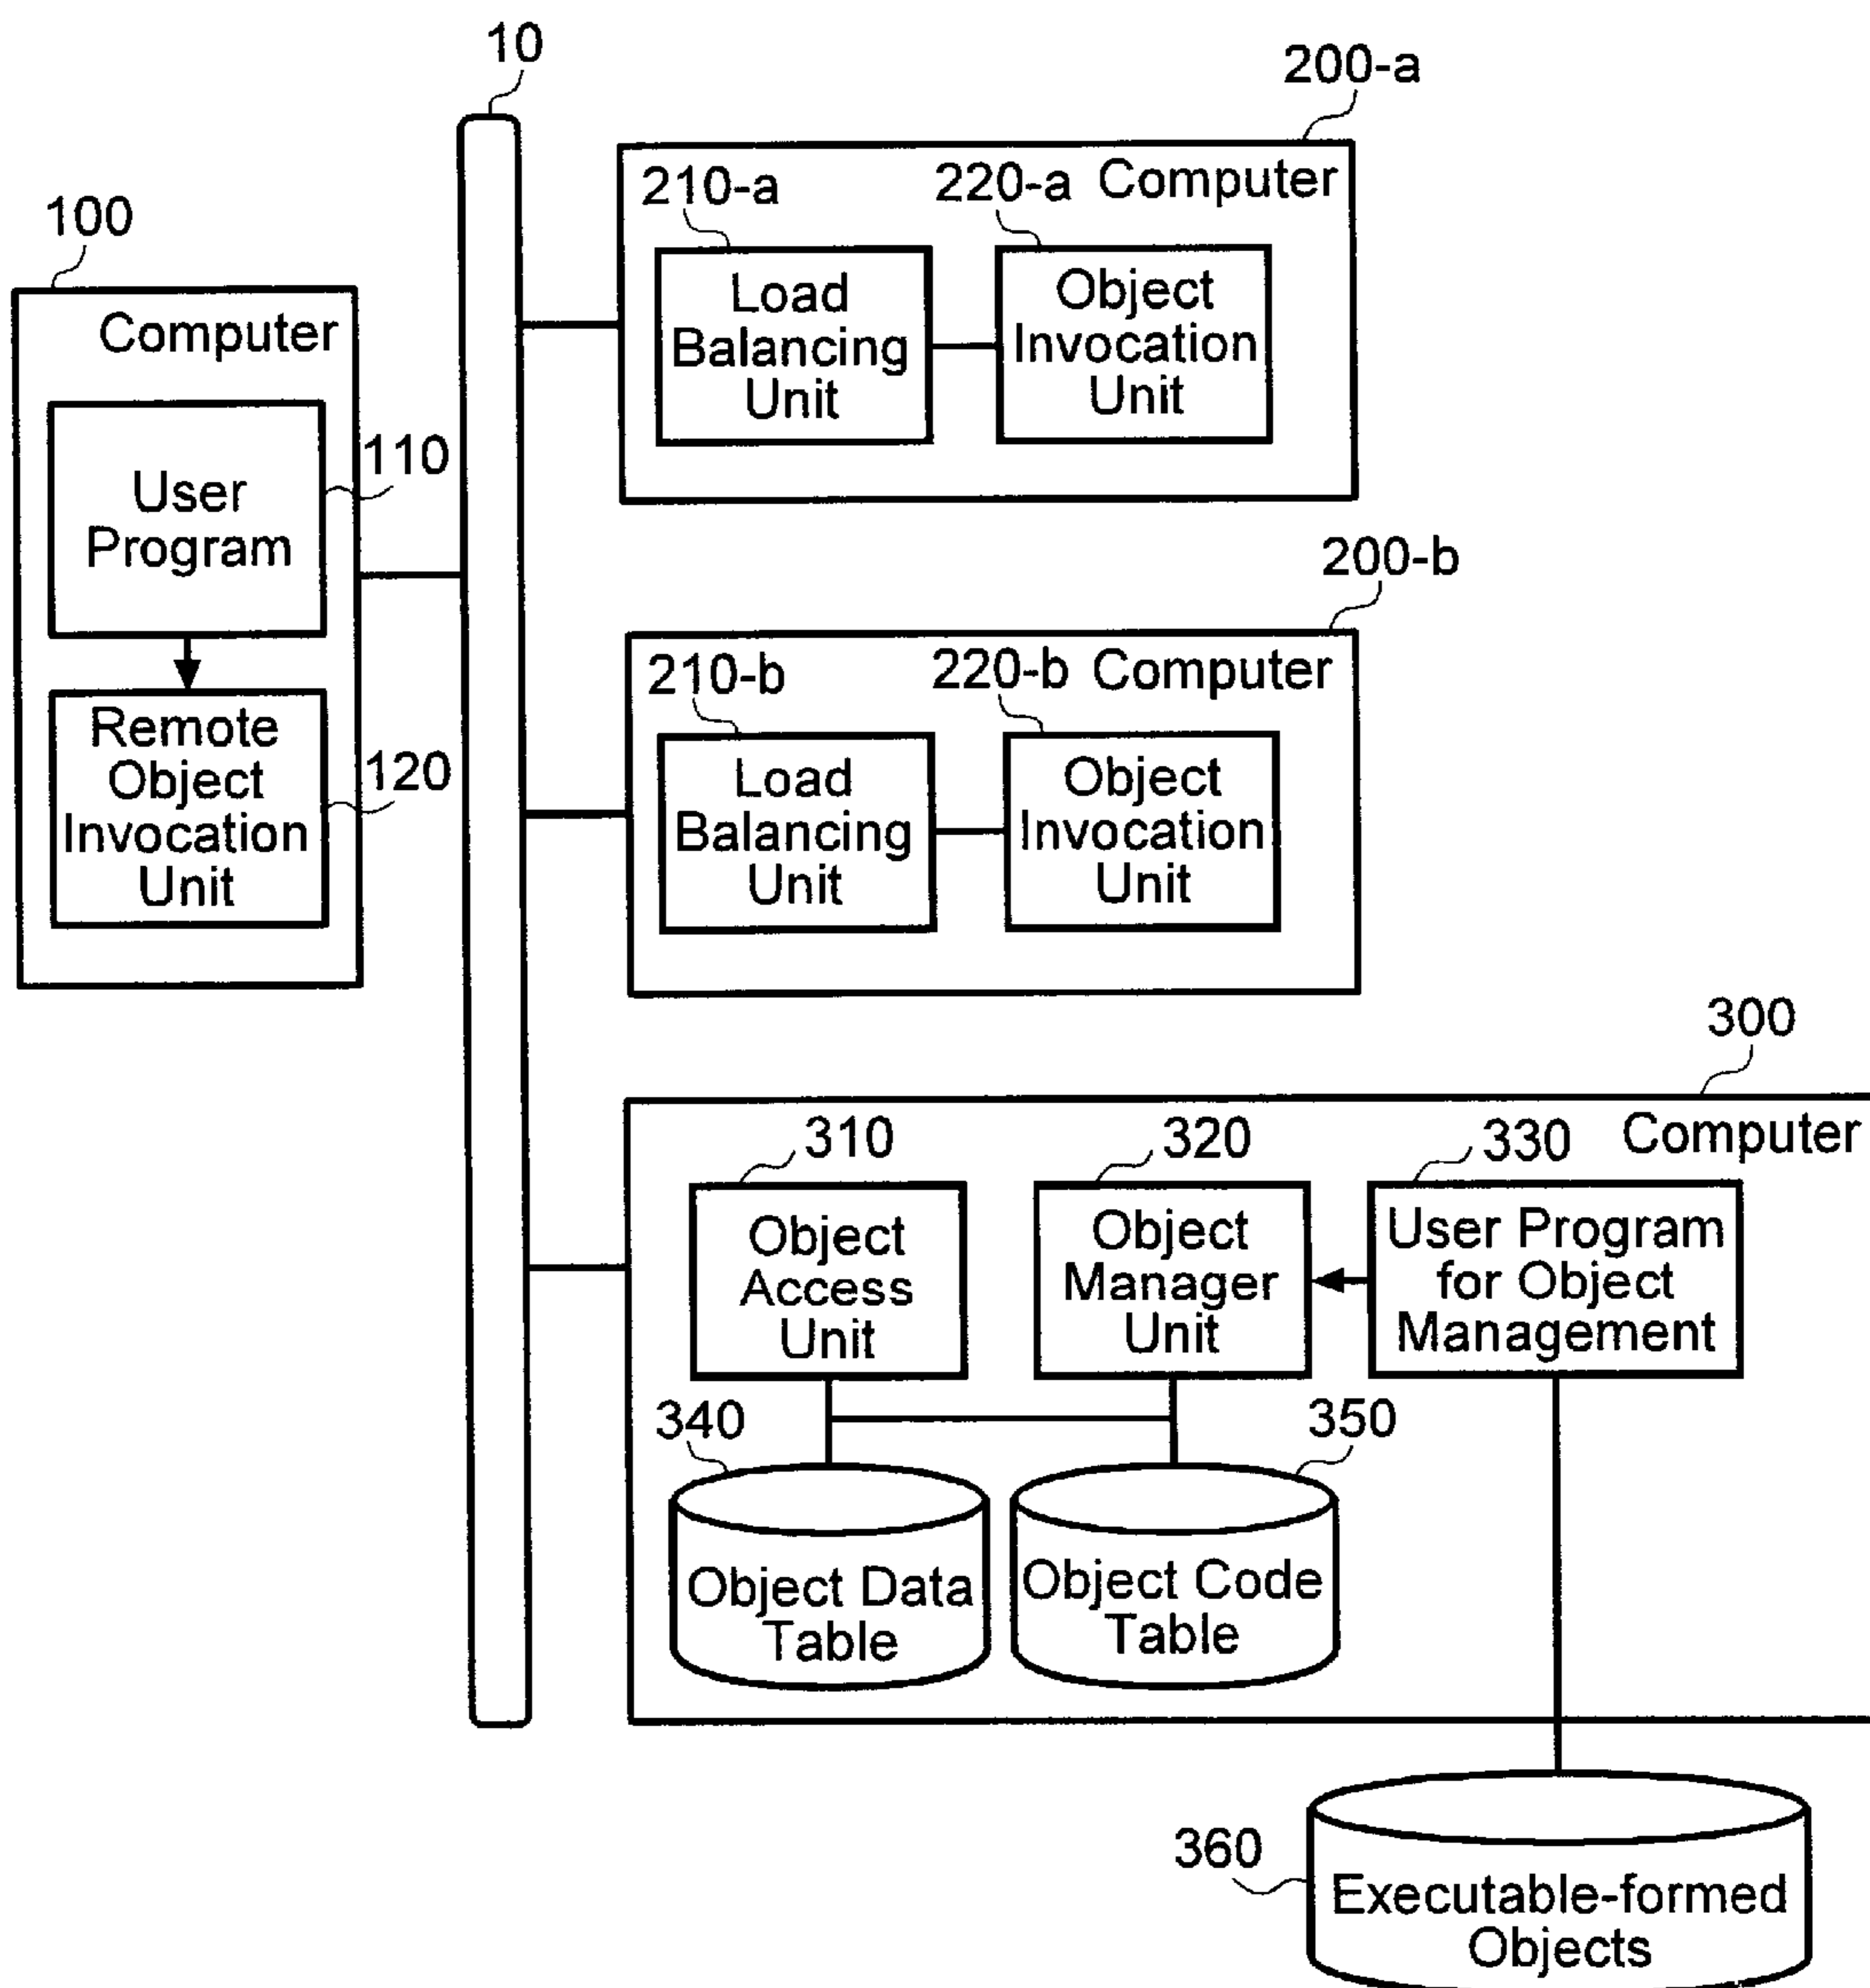 10
200-a
210-a
220-a Computer
Load
Balancing
Unit
Object
Invocation
Unit
100
Computer
User
Program
110
Remote
Object
Invocation
Unit
120
200-b
210-b
220-b Computer
Load
Balancing
Unit
Object
Invocation
Unit
300
Computer
310
320
330
Object
Access
Unit
Object
Manager
Unit
User Program
for Object
Management
340
350
Object Data
Table
Object Code
Table
360
Executable-formed
Objects